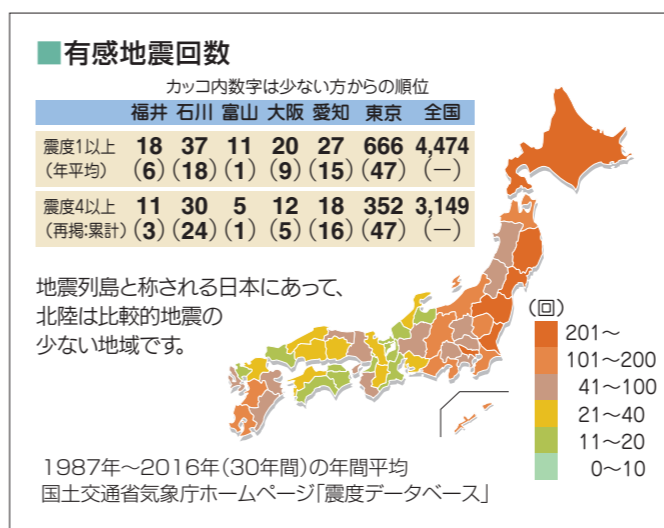 ■有感地震回数
カッコ内数字は少ない方からの順位
福井 石川 富山 大阪 愛知 東京 全国
震度1以上 18 37 11 20 27 666 4,474
(年平均) (6) (18) (1) (9) (15) (47) (ー)
震度4以上 11 30 5 12 18 352 3,149
(再掲:累計) (3) (24) (1) (5) (16) (47) (ー)
地震列島と称される日本にあって、
北陸は比較的地震の
少ない地域です。
(回)
201〜
101〜200
41〜100
21〜40
11〜20
0〜10
1987年〜2016年(30年間)の年間平均
国土交通省気象庁ホームページ「震度データベース」